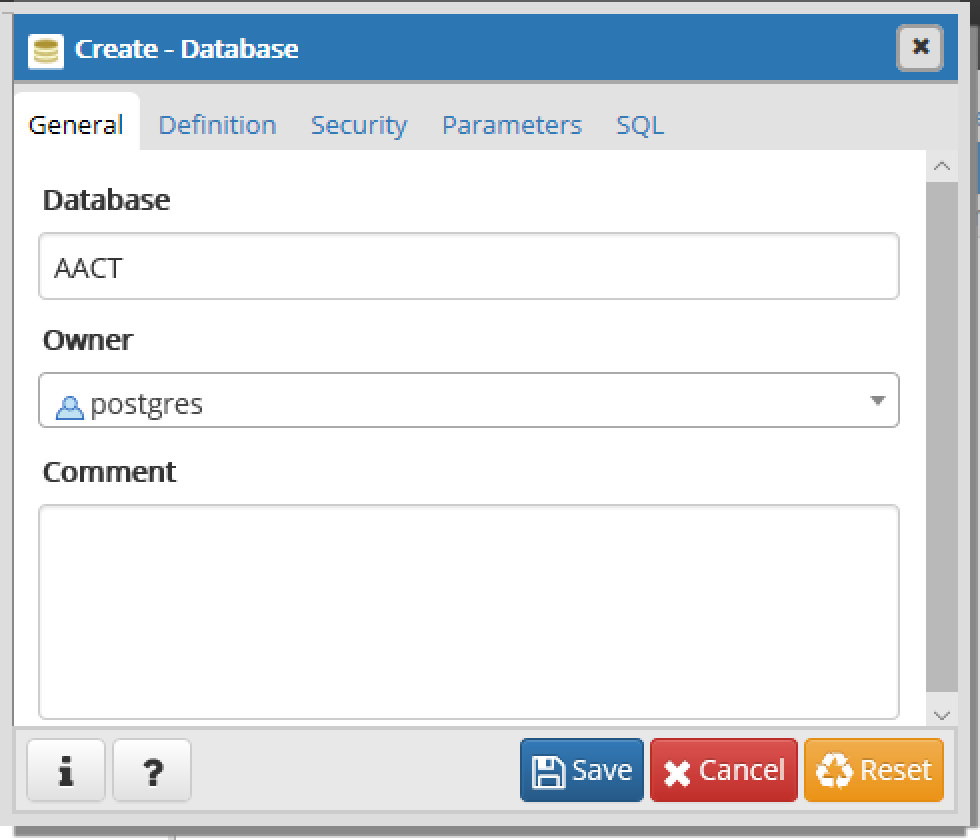 Create - Database
General Definition Security Parameters SQL
Database
AACT
Owner
postgres
Comment
i ? Save Cancel Reset